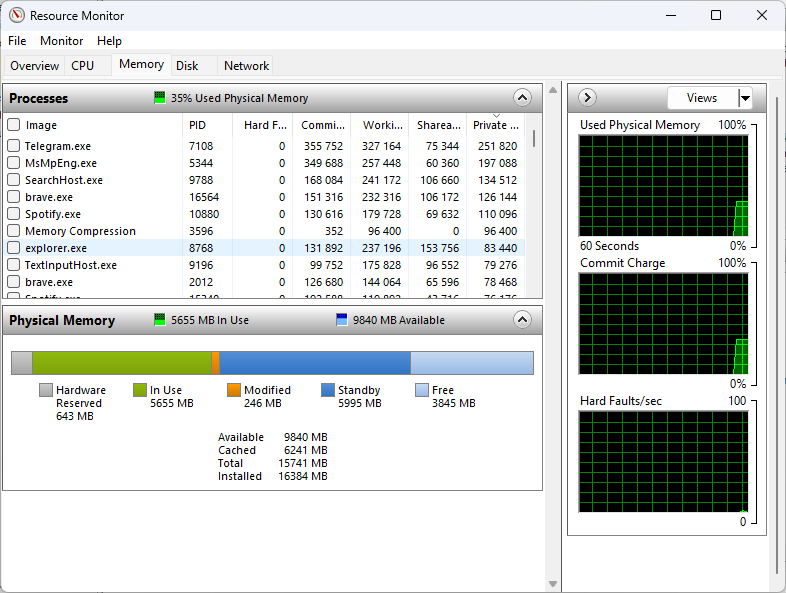 Resource Monitor
File Monitor Help
Overview CPU Memory Disk Network
Processes 35% Used Physical Memory
Image PID Hard F... Commi... Worki... Sharea... Private ...
Telegram.exe 7108 0 355 752 327 164 75 344 251 820
MsMpEng.exe 5344 0 349 688 257 448 60 360 197 088
SearchHost.exe 9788 0 168 084 241 172 106 660 134 512
brave.exe 16564 0 151 316 232 316 106 172 126 144
Spotify.exe 10880 0 130 616 179 728 69 632 110 096
Memory Compression 3596 0 352 96 400 0 96 400
explorer.exe 8768 0 131 892 237 196 153 756 83 440
TextInputHost.exe 9196 0 99 752 175 828 96 552 79 276
brave.exe 2012 0 126 680 144 064 65 596 78 468
Physical Memory 5655 MB In Use 9840 MB Available
Hardware Reserved 643 MB
In Use 5655 MB
Modified 246 MB
Standby 5995 MB
Free 3845 MB
Available 9840 MB
Cached 6241 MB
Total 15741 MB
Installed 16384 MB
Views
Used Physical Memory 100%
60 Seconds 0%
Commit Charge 100%
0%
Hard Faults/sec 100
0